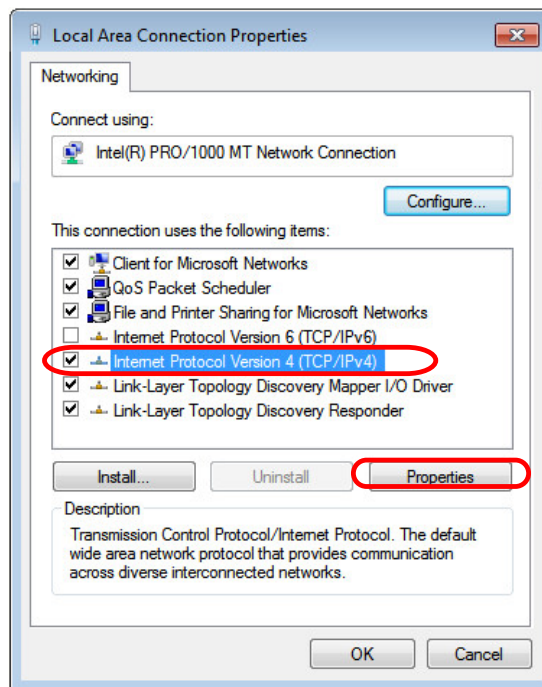 Local Area Connection Properties
Networking
Connect using:
Intel(R) PRO/1000 MT Network Connection
Configure...
This connection uses the following items:
Client for Microsoft Networks
QoS Packet Scheduler
File and Printer Sharing for Microsoft Networks
Internet Protocol Version 6 (TCP/IPv6)
Internet Protocol Version 4 (TCP/IPv4)
Link-Layer Topology Discovery Mapper I/O Driver
Link-Layer Topology Discovery Responder
Install... Uninstall Properties
Description
Transmission Control Protocol/Internet Protocol. The default
wide area network protocol that provides communication
across diverse interconnected networks.
OK Cancel